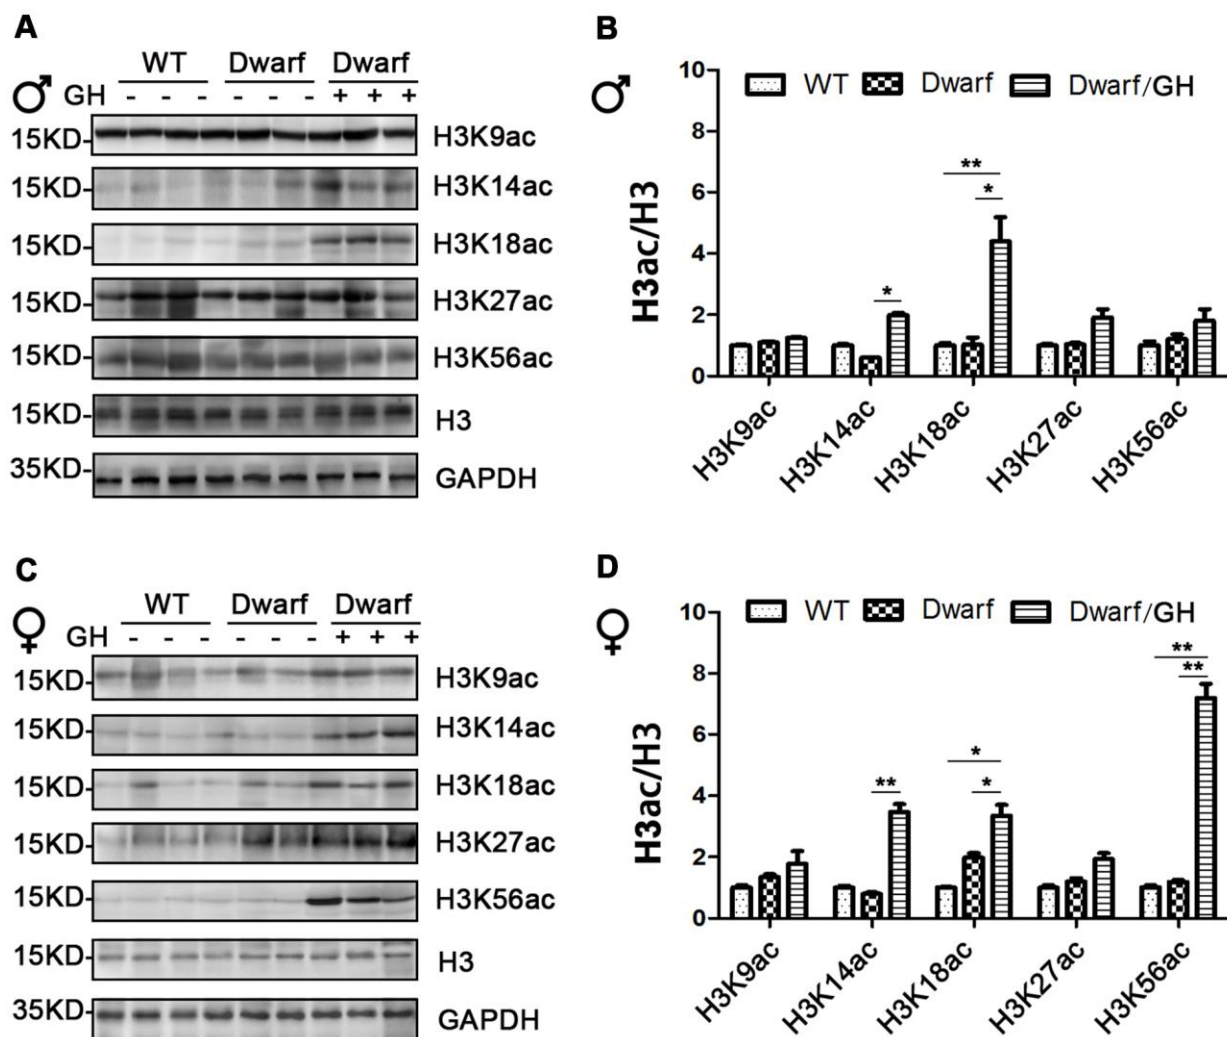 A
WT Dwarf Dwarf
♂ GH - - - - - - + + +
15KD- H3K9ac
15KD- H3K14ac
15KD- H3K18ac
15KD- H3K27ac
15KD- H3K56ac
15KD- H3
35KD- GAPDH
B
♂
WT Dwarf Dwarf/GH
H3ac/H3
10
8
6
4
2
0
*
**
*
H3K9ac H3K14ac H3K18ac H3K27ac H3K56ac
C
♀
WT Dwarf Dwarf
GH - - - - - - + + +
15KD- H3K9ac
15KD- H3K14ac
15KD- H3K18ac
15KD- H3K27ac
15KD- H3K56ac
15KD- H3
35KD- GAPDH
D
♀
WT Dwarf Dwarf/GH
H3ac/H3
10
8
6
4
2
0
**
*
*
**
**
H3K9ac H3K14ac H3K18ac H3K27ac H3K56ac